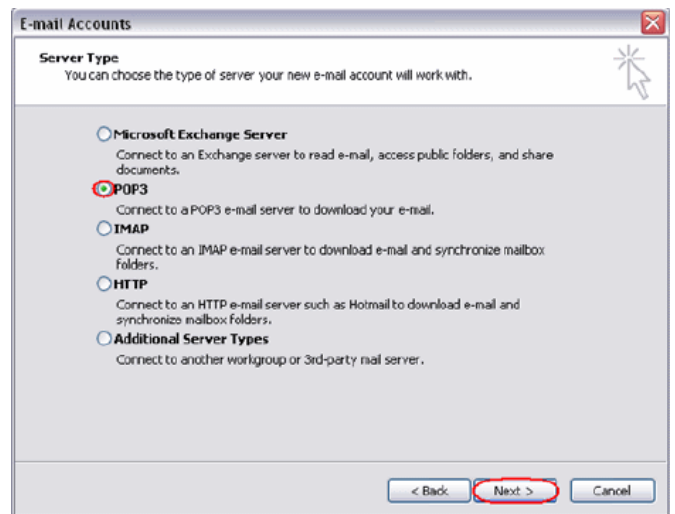 E-mail Accounts
Server Type
You can choose the type of server your new e-mail account will work with.
Microsoft Exchange Server
Connect to an Exchange server to read e-mail, access public folders, and share
documents.
POP3
Connect to a POP3 e-mail server to download your e-mail.
IMAP
Connect to an IMAP e-mail server to download e-mail and synchronize mailbox
folders.
HTTP
Connect to an HTTP e-mail server such as Hotmail to download e-mail and
synchronize mailbox folders.
Additional Server Types
Connect to another workgroup or 3rd-party mail server.
< Back Next > Cancel